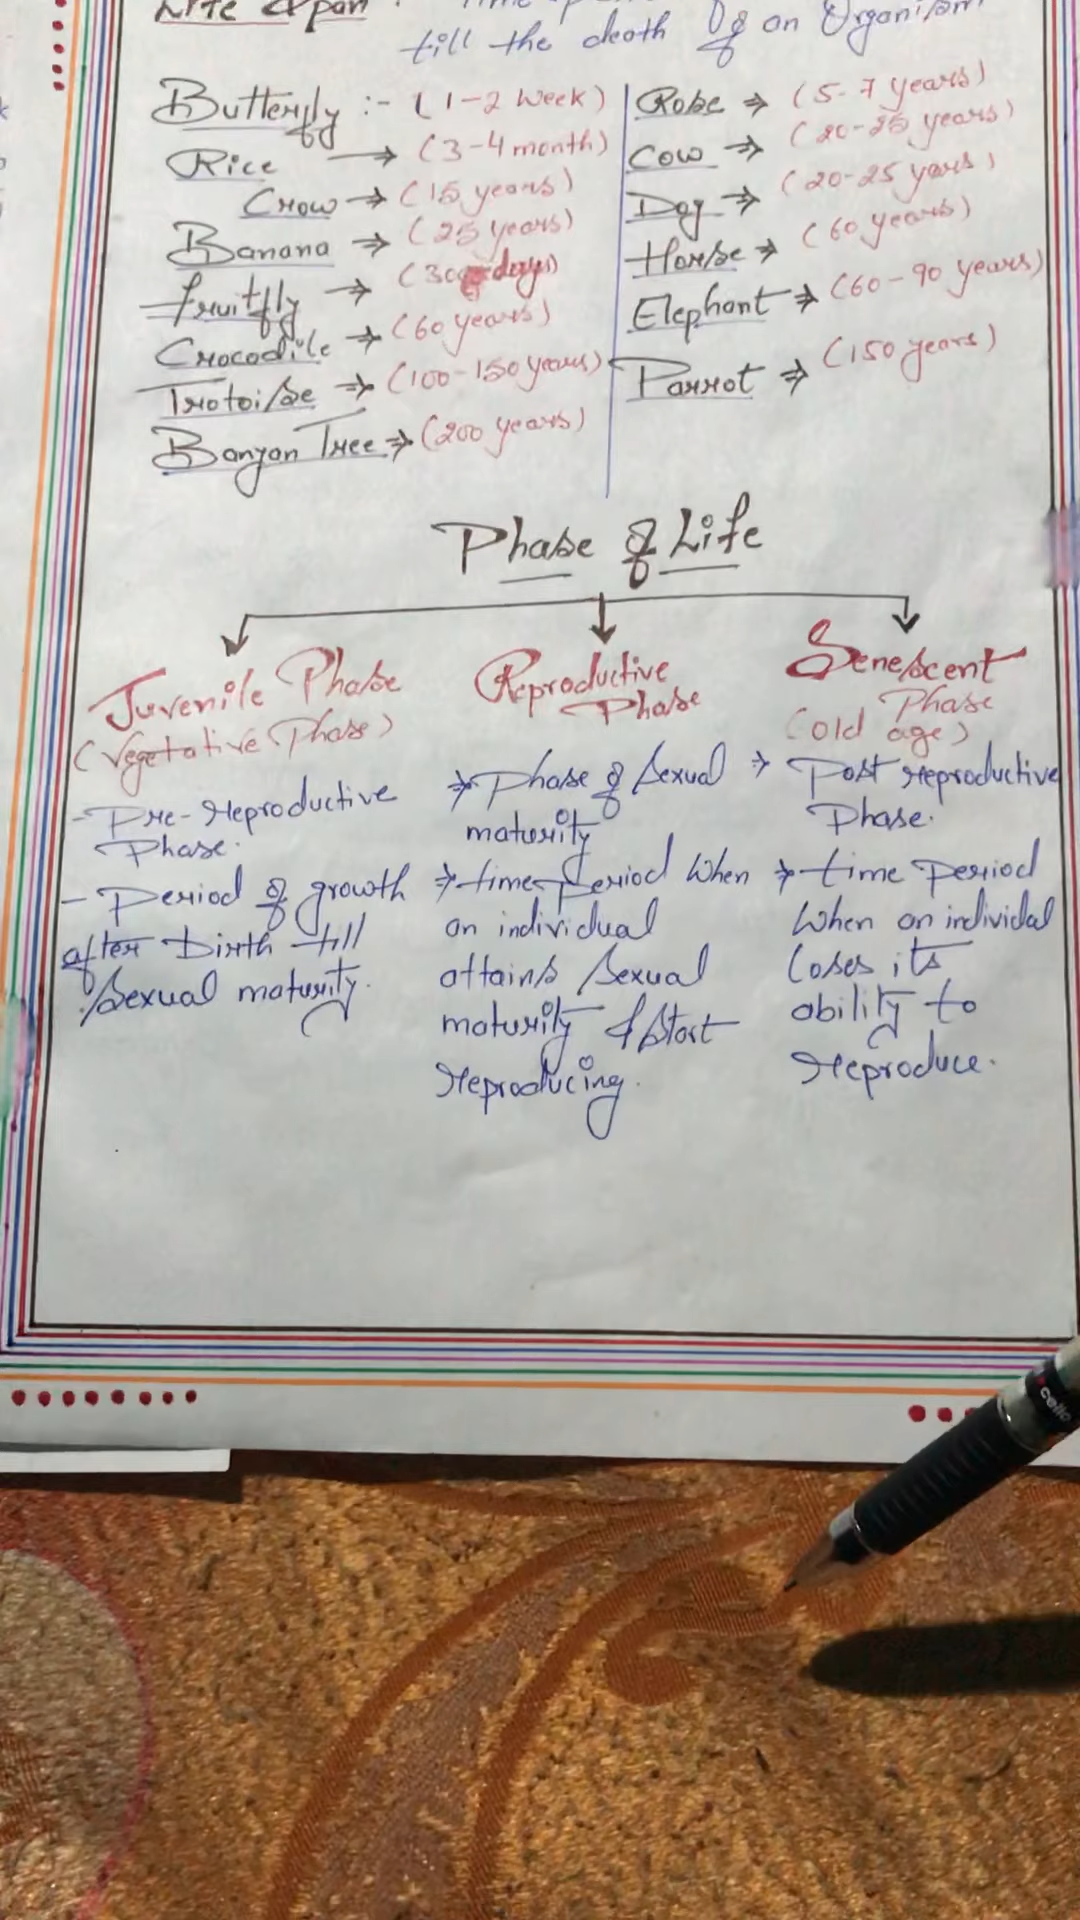 Life Span :
till the death of an Organism
Butterfly :- (1-2 Week)
Rice → (3-4 month)
Crow → (15 years)
Banana ⇒ (25 years)
fruitfly → (30 days)
Crocodile → (60 years)
Trotoise ⇒ (100-150 years)
Banyan Tree ⇒ (200 years)
Rose ⇒ (5-7 years)
Cow ⇒ (20-25 years)
Dog ⇒ (20-25 years)
Horse ⇒ (60 years)
Elephant ⇒ (60-90 years)
Parrot ⇒ (150 years)
Phase of Life
Juvenile Phase
(Vegetative Phase)
- Pre-reproductive
Phase.
- Period of growth
after Birth till
sexual maturity.
Reproductive
Phase
⇒ Phase of sexual
maturity
⇒ time Period When
an individual
attains sexual
maturity & start
reproducing.
Senescent
Phase
(old age)
⇒ Post reproductive
Phase.
⇒ time Period
When an individal
loses its
ability to
reproduce.
cello